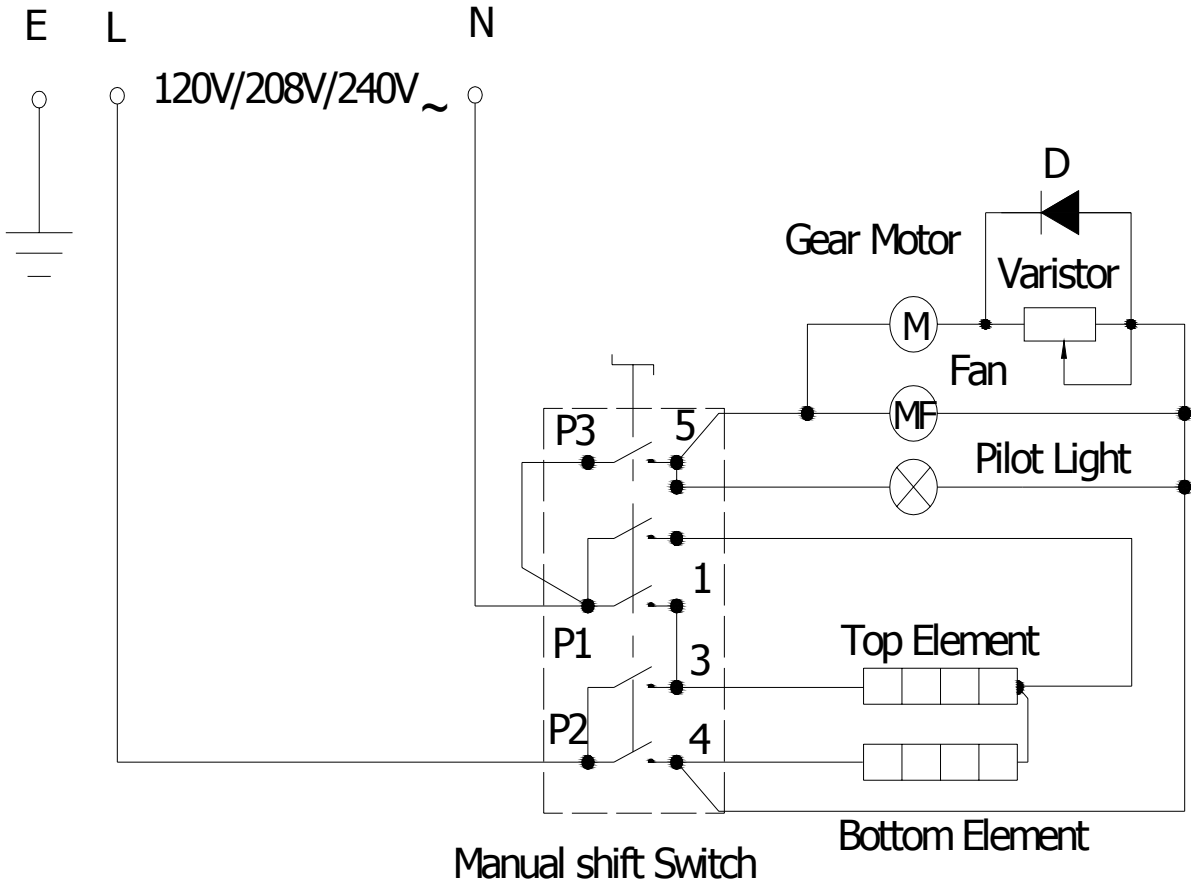 E
L
N
120V/208V/240V ~
D
Gear Motor
Varistor
M
Fan
P3
5
MF
Pilot Light
1
P1
3
Top Element
P2
4
Bottom Element
Manual shift Switch